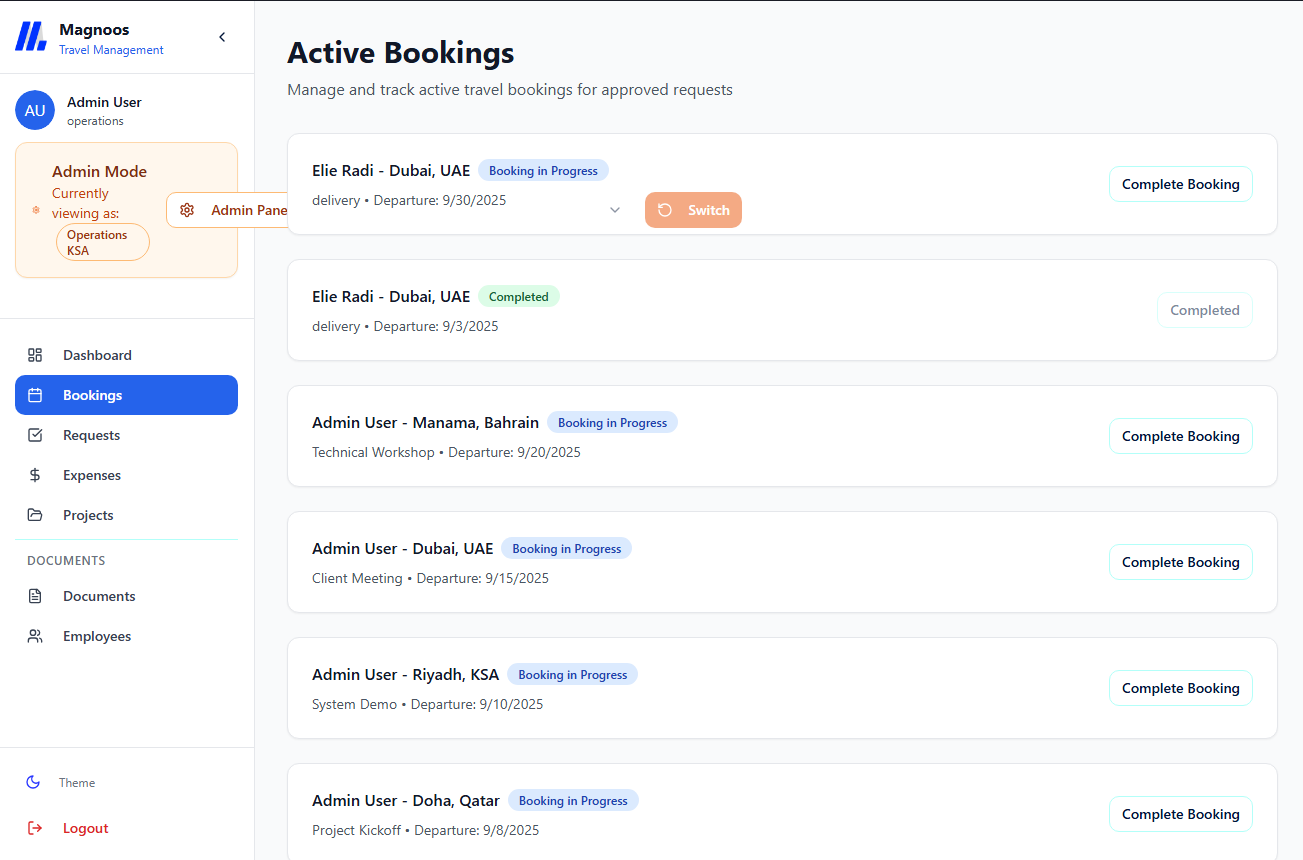 Magnoos
Travel Management
AU
Admin User
operations
Admin Mode
Currently
viewing as:
Operations
KSA
Admin Pane
Switch
Dashboard
Bookings
Requests
Expenses
Projects
DOCUMENTS
Documents
Employees
Theme
Logout
Active Bookings
Manage and track active travel bookings for approved requests
Elie Radi - Dubai, UAE Booking in Progress
delivery • Departure: 9/30/2025
Complete Booking
Elie Radi - Dubai, UAE Completed
delivery • Departure: 9/3/2025
Completed
Admin User - Manama, Bahrain Booking in Progress
Technical Workshop • Departure: 9/20/2025
Complete Booking
Admin User - Dubai, UAE Booking in Progress
Client Meeting • Departure: 9/15/2025
Complete Booking
Admin User - Riyadh, KSA Booking in Progress
System Demo • Departure: 9/10/2025
Complete Booking
Admin User - Doha, Qatar Booking in Progress
Project Kickoff • Departure: 9/8/2025
Complete Booking